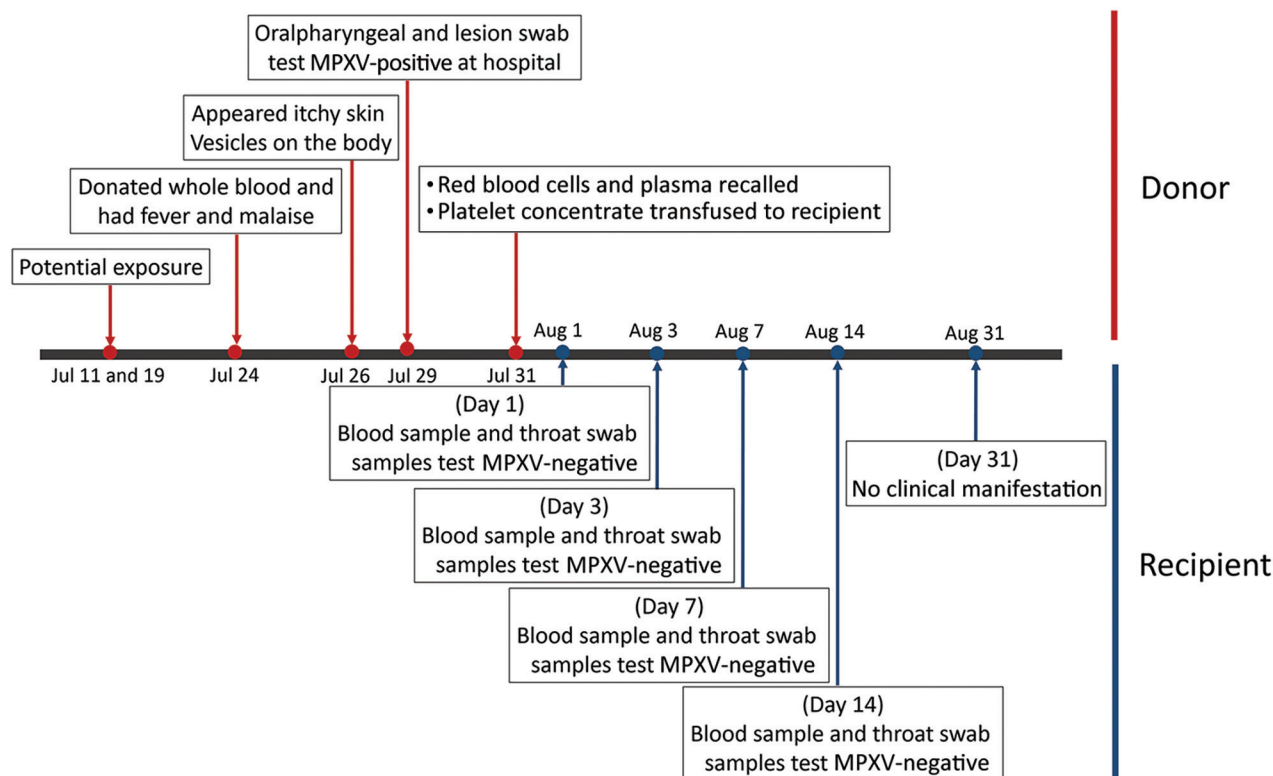 Oralpharyngeal and lesion swab
test MPXV-positive at hospital
Appeared itchy skin
Vesicles on the body
Donated whole blood and
had fever and malaise
• Red blood cells and plasma recalled
• Platelet concentrate transfused to recipient
Potential exposure
Donor
Aug 1
Aug 3
Aug 7
Aug 14
Aug 31
Jul 11 and 19
Jul 24
Jul 26
Jul 29
Jul 31
(Day 1)
Blood sample and throat swab
samples test MPXV-negative
(Day 31)
No clinical manifestation
(Day 3)
Blood sample and throat swab
samples test MPXV-negative
Recipient
(Day 7)
Blood sample and throat swab
samples test MPXV-negative
(Day 14)
Blood sample and throat swab
samples test MPXV-negative